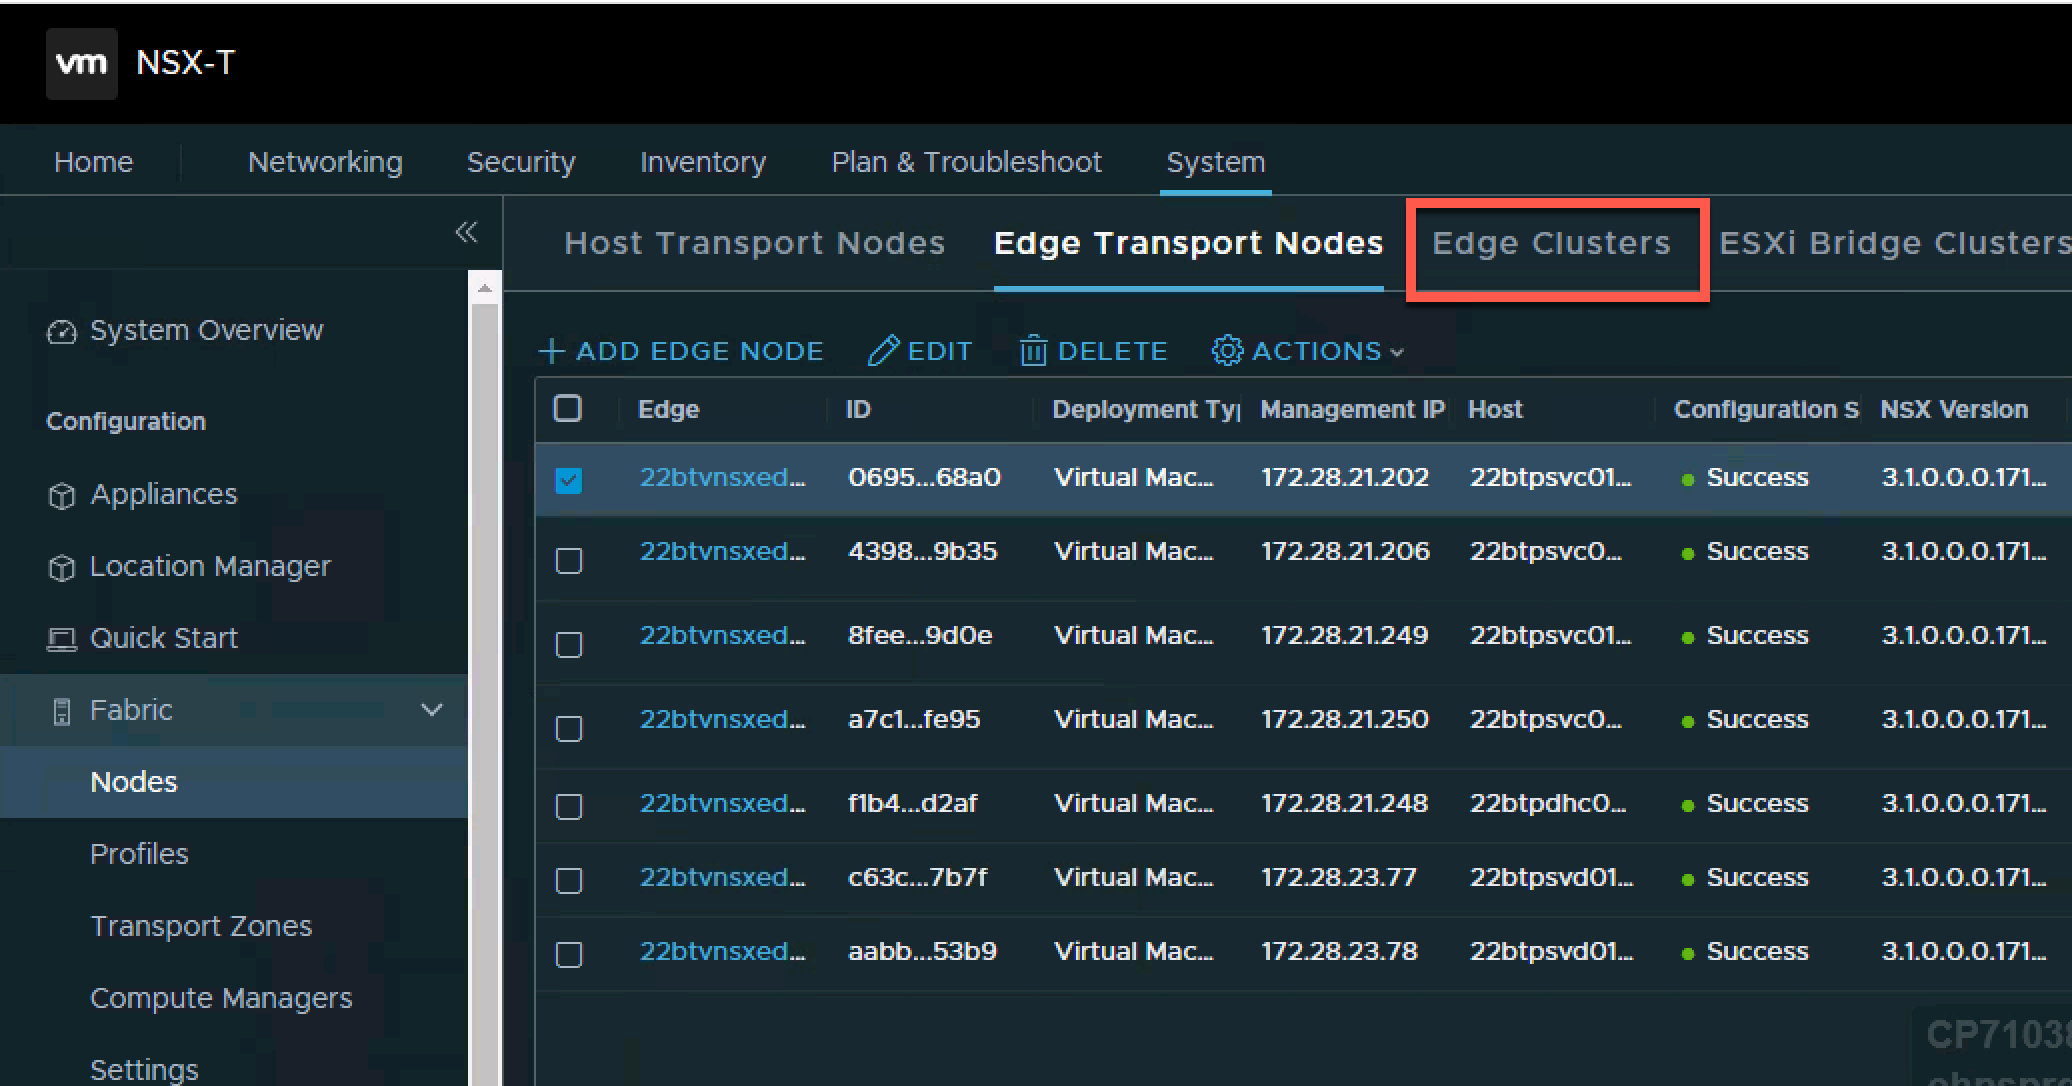 vm NSX-T
Home Networking Security Inventory Plan & Troubleshoot System
Host Transport Nodes Edge Transport Nodes Edge Clusters ESXi Bridge Clusters
System Overview
Configuration
Appliances
Location Manager
Quick Start
Fabric
Nodes
Profiles
Transport Zones
Compute Managers
Settings
ADD EDGE NODE EDIT DELETE ACTIONS
Edge ID Deployment Ty Management IP Host Configuration S NSX Version
22btvnsxed... 0695...68a0 Virtual Mac... 172.28.21.202 22btpsvc01... Success 3.1.0.0.0.171...
22btvnsxed... 4398...9b35 Virtual Mac... 172.28.21.206 22btpsvc0... Success 3.1.0.0.0.171...
22btvnsxed... 8fee...9d0e Virtual Mac... 172.28.21.249 22btpsvc01... Success 3.1.0.0.0.171...
22btvnsxed... a7c1...fe95 Virtual Mac... 172.28.21.250 22btpsvc0... Success 3.1.0.0.0.171...
22btvnsxed... f1b4...d2af Virtual Mac... 172.28.21.248 22btpdhc0... Success 3.1.0.0.0.171...
22btvnsxed... c63c...7b7f Virtual Mac... 172.28.23.77 22btpsvd01... Success 3.1.0.0.0.171...
22btvnsxed... aabb...53b9 Virtual Mac... 172.28.23.78 22btpsvd01... Success 3.1.0.0.0.171...
CP71038